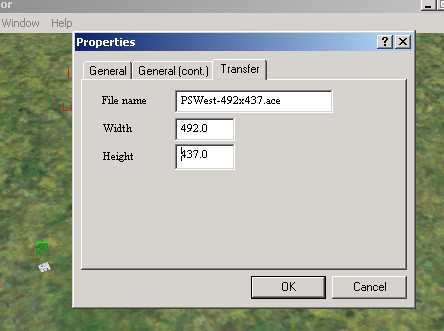 or
Window Help
Properties
General General (cont.) Transfer
File name PSWest-492x437.ace
Width 492.0
Height 437.0
OK Cancel